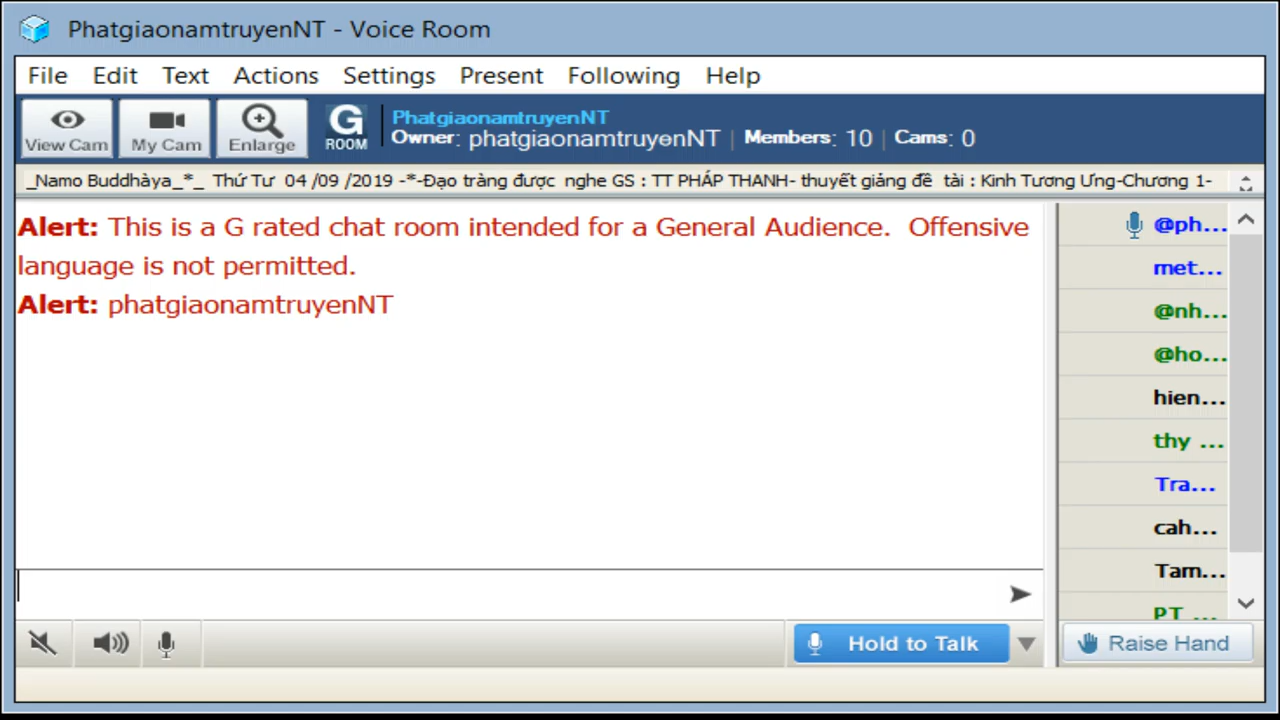 PhatgiaonamtruyenNT - Voice Room
File Edit Text Actions Settings Present Following Help
View Cam My Cam Enlarge
G ROOM
PhatgiaonamtruyenNT
Owner: phatgiaonamtruyenNT | Members: 10 | Cams: 0
_Namo Buddhàya_*_ Thứ Tư 04 /09 /2019 -*-Đạo tràng được nghe GS : TT PHÁP THANH- thuyết giảng đề tài : Kinh Tương Ưng-Chương 1-
Alert: This is a G rated chat room intended for a General Audience. Offensive
language is not permitted.
Alert: phatgiaonamtruyenNT
@ph...
met...
@nh...
@ho...
hien...
thy ...
Tra...
cah...
Tam...
PT ...
Hold to Talk
Raise Hand